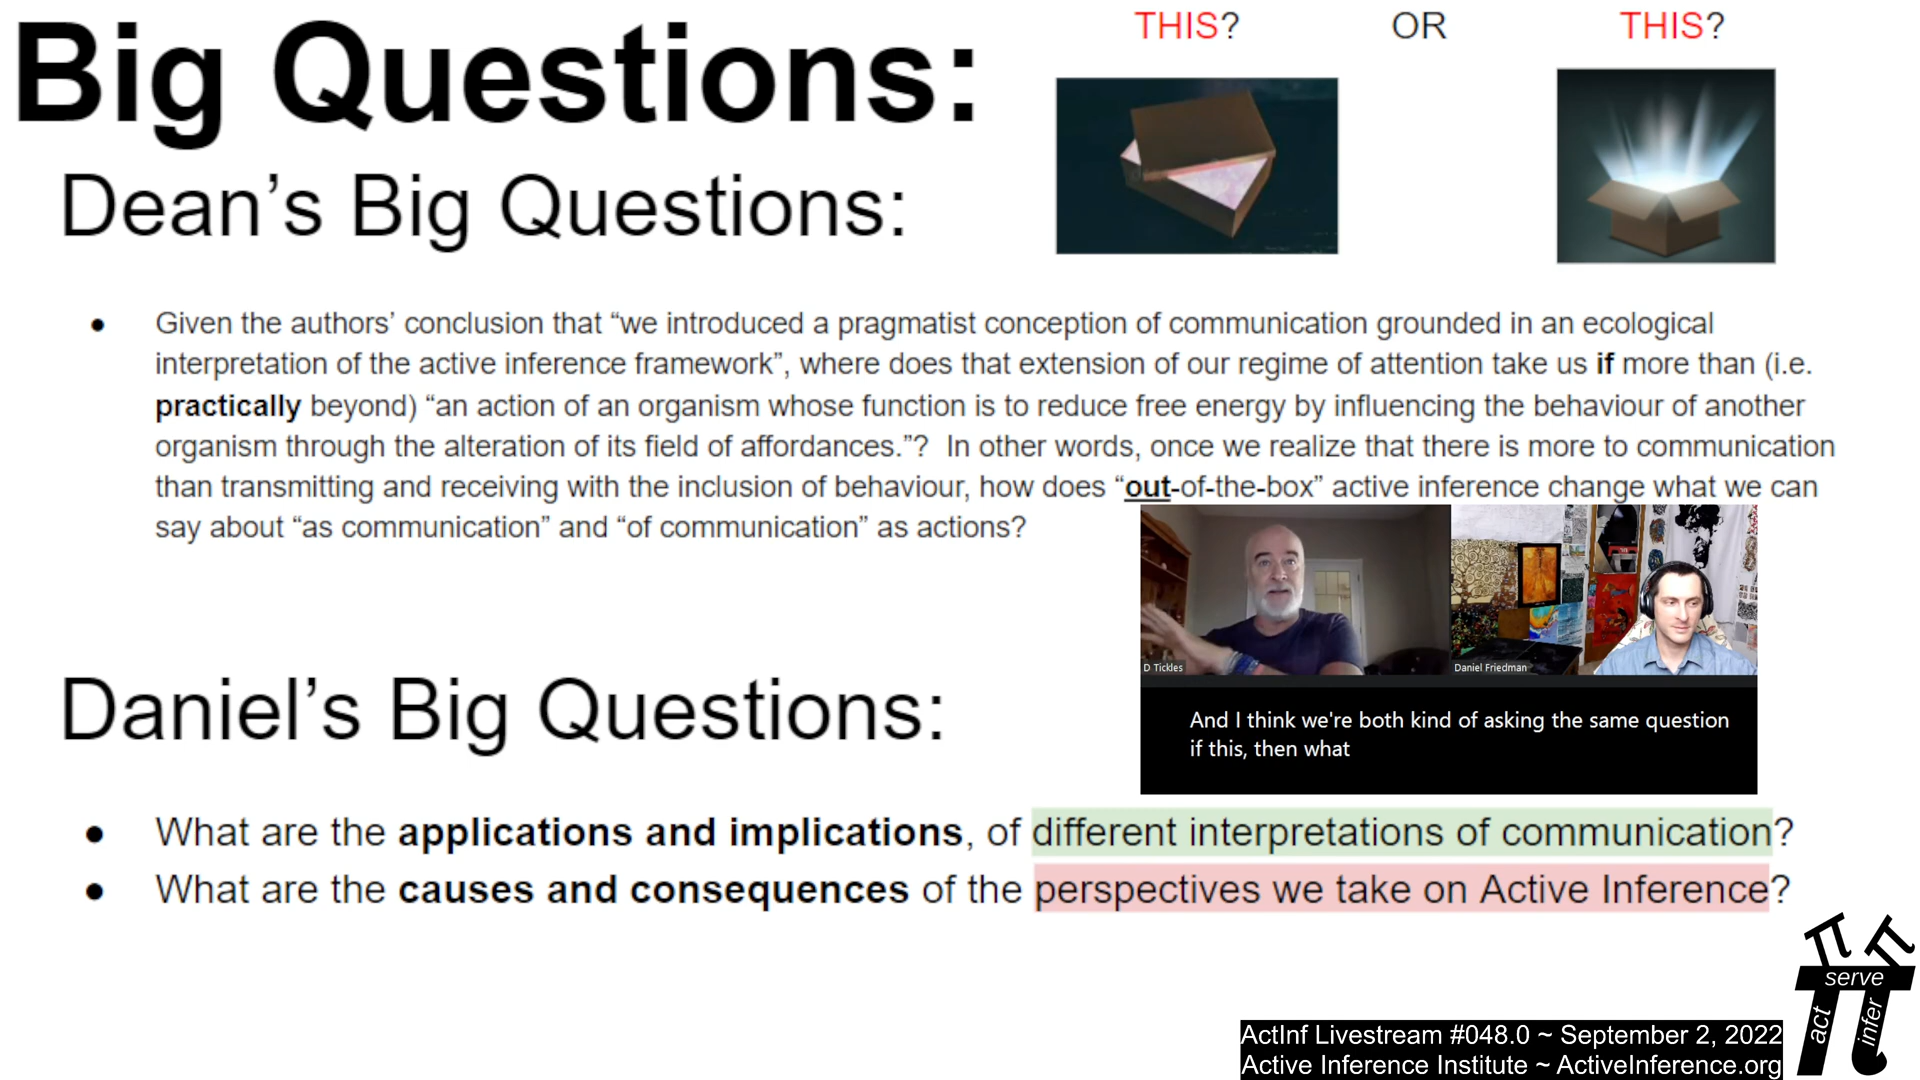 Big Questions:
THIS? OR THIS?
Dean’s Big Questions:
● Given the authors’ conclusion that “we introduced a pragmatist conception of communication grounded in an ecological
interpretation of the active inference framework”, where does that extension of our regime of attention take us if more than (i.e.
practically beyond) “an action of an organism whose function is to reduce free energy by influencing the behaviour of another
organism through the alteration of its field of affordances.”? In other words, once we realize that there is more to communication
than transmitting and receiving with the inclusion of behaviour, how does “out-of-the-box” active inference change what we can
say about “as communication” and “of communication” as actions?
D Tickles
Daniel Friedman
And I think we're both kind of asking the same question
if this, then what
Daniel’s Big Questions:
● What are the applications and implications, of different interpretations of communication?
● What are the causes and consequences of the perspectives we take on Active Inference?
serve
act
infer
ActInf Livestream #048.0 ~ September 2, 2022
Active Inference Institute ~ ActiveInference.org